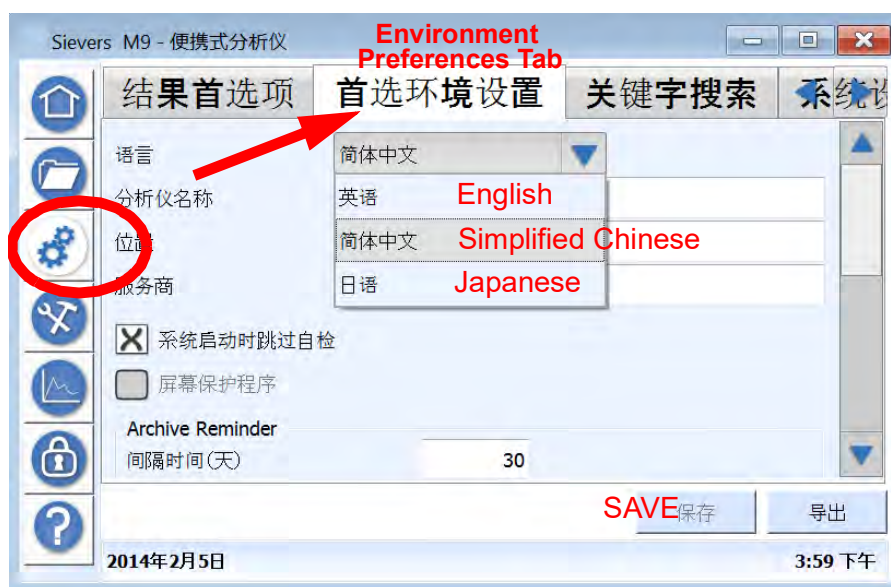 Sievers M9 - 便携式分析仪
Environment
Preferences Tab
结果首选项 首选环境设置 关键字搜索 系统设
语言 简体中文
分析仪名称 英语 English
位置 简体中文 Simplified Chinese
服务商 日语 Japanese
系统启动时跳过自检
屏幕保护程序
Archive Reminder
间隔时间(天) 30
SAVE 保存 导出
2014年2月5日 3:59 下午